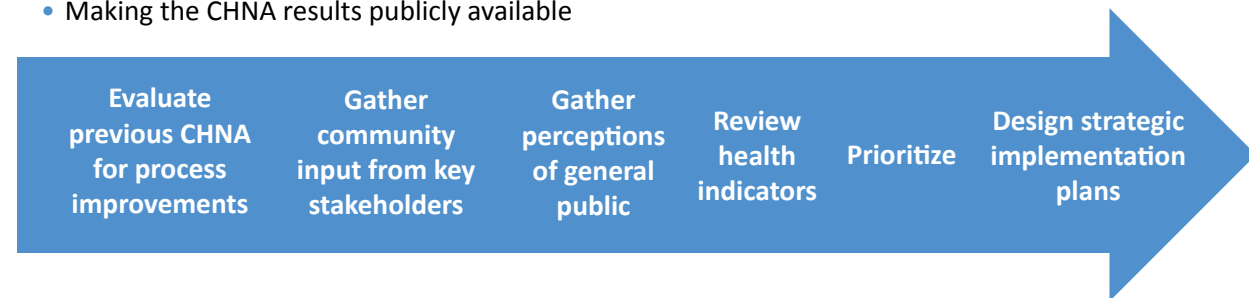 • Making the CHNA results publicly available
Evaluate
previous CHNA
for process
improvements
Gather
community
input from key
stakeholders
Gather
perceptions
of general
public
Review
health
indicators
Prioritize
Design strategic
implementation
plans